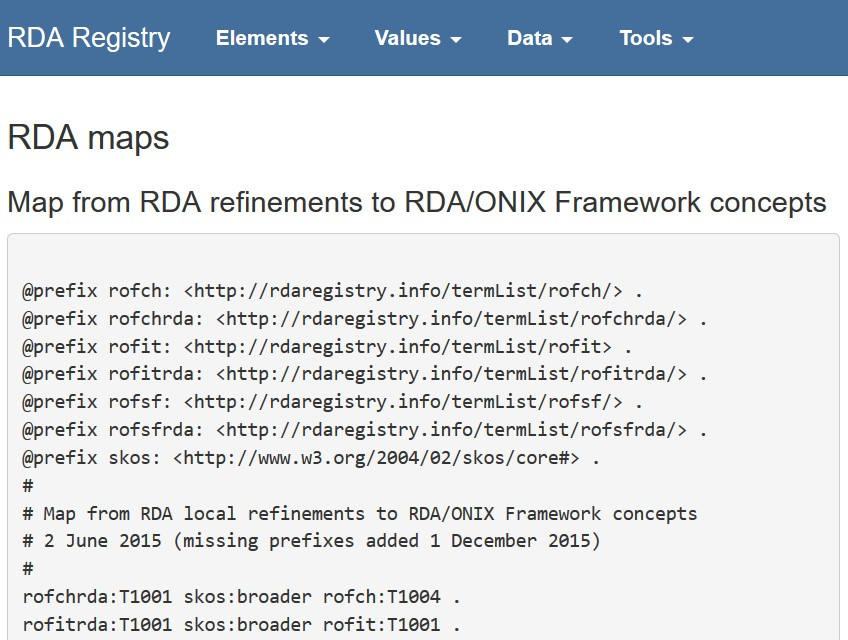 RDA Registry Elements Values Data Tools
RDA maps
Map from RDA refinements to RDA/ONIX Framework concepts
@prefix rofch: <http://rdaregistry.info/termList/rofch/> .
@prefix rofchrda: <http://rdaregistry.info/termList/rofchrda/> .
@prefix rofit: <http://rdaregistry.info/termList/rofit> .
@prefix rofitrda: <http://rdaregistry.info/termList/rofitrda/> .
@prefix rofsf: <http://rdaregistry.info/termList/rofsf/> .
@prefix rofsfrda: <http://rdaregistry.info/termList/rofsfrda/> .
@prefix skos: <http://www.w3.org/2004/02/skos/core#> .
#
# Map from RDA local refinements to RDA/ONIX Framework concepts
# 2 June 2015 (missing prefixes added 1 December 2015)
#
rofchrda:T1001 skos:broader rofch:T1004 .
rofitrda:T1001 skos:broader rofit:T1001 .